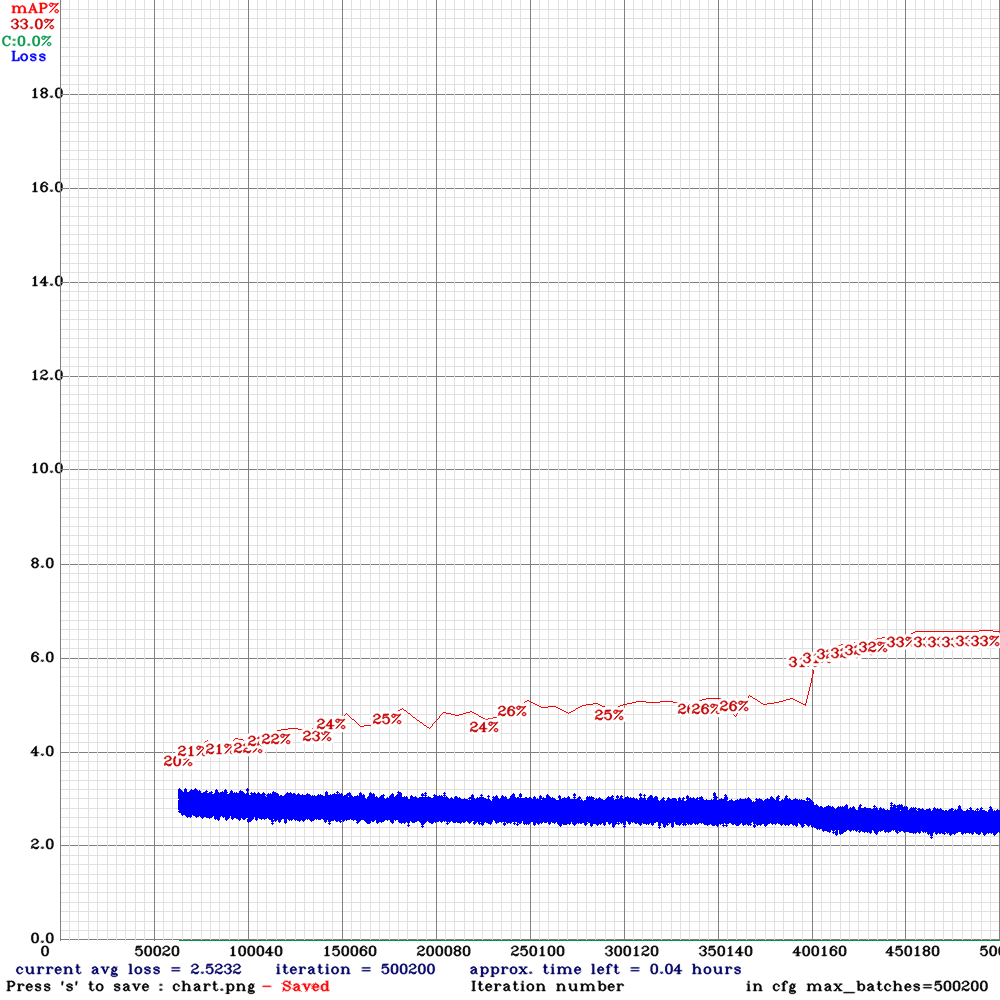 mAP%
33.0%
C:0.0%
Loss
18.0
16.0
14.0
12.0
10.0
8.0
6.0
4.0
2.0
0.0
20% 21% 21% 22% 22% 23% 24% 25% 24% 26% 25% 26% 26% 32% 33% 33%
0 50020 100040 150060 200080 250100 300120 350140 400160 450180
current avg loss = 2.5232 iteration = 500200 approx. time left = 0.04 hours
Press 's' to save : chart.png - Saved Iteration number in cfg max_batches=500200